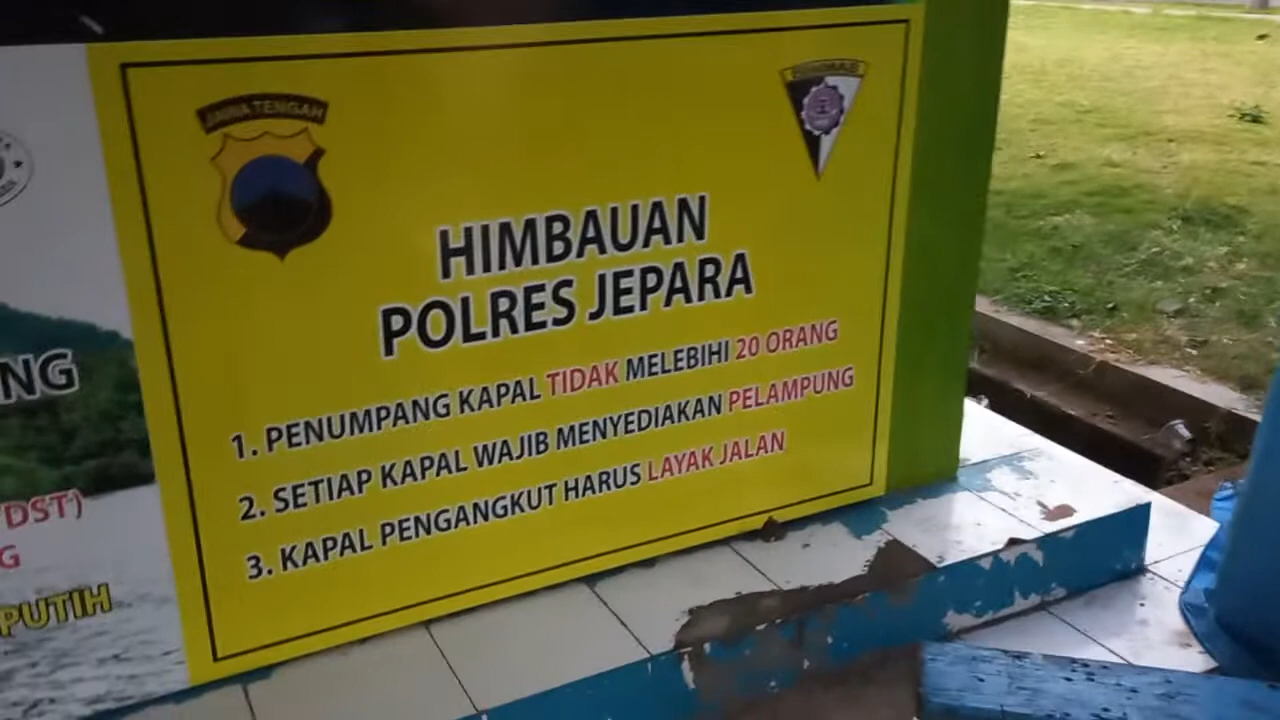 JAWA TENGAH
HIMBAUAN
POLRES JEPARA
1. PENUMPANG KAPAL TIDAK MELEBIHI 20 ORANG
2. SETIAP KAPAL WAJIB MENYEDIAKAN PELAMPUNG
3. KAPAL PENGANGKUT HARUS LAYAK JALAN
NG
DST)
G
PUTIH